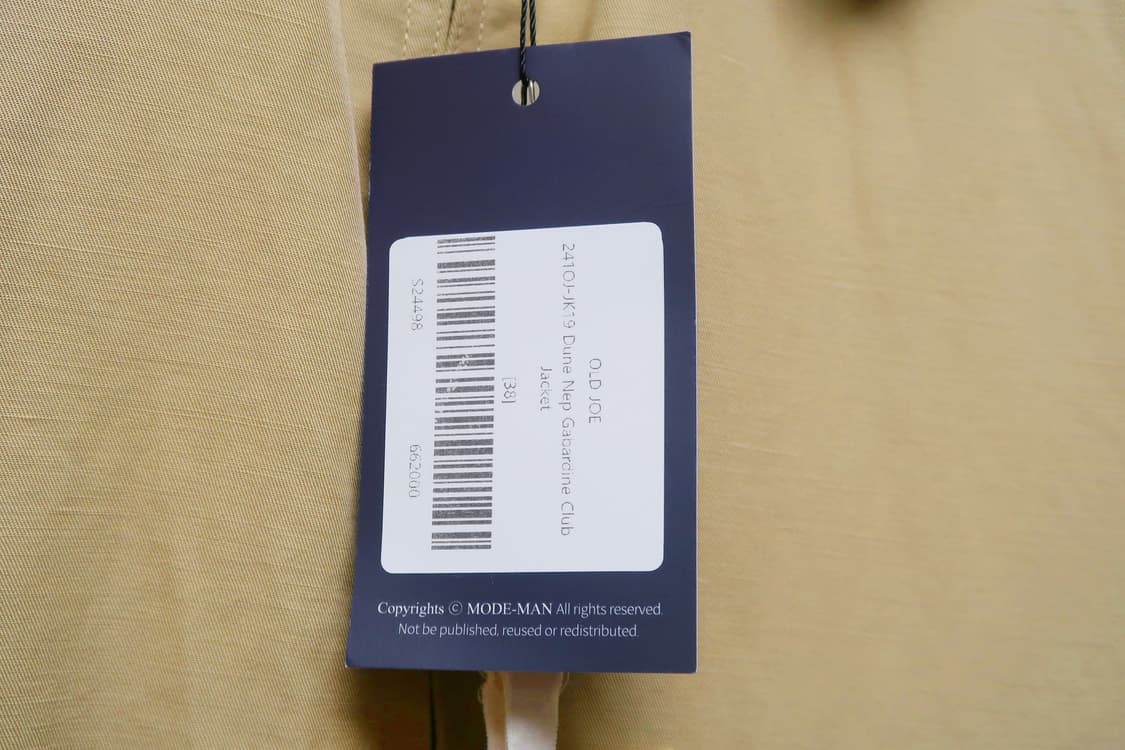 OLD JOE
241OJ-JK19 Dune Nep Gabardine Club
Jacket
[38]
S24498 662000
Copyrights © MODE-MAN All rights reserved.
Not be published, reused or redistributed.